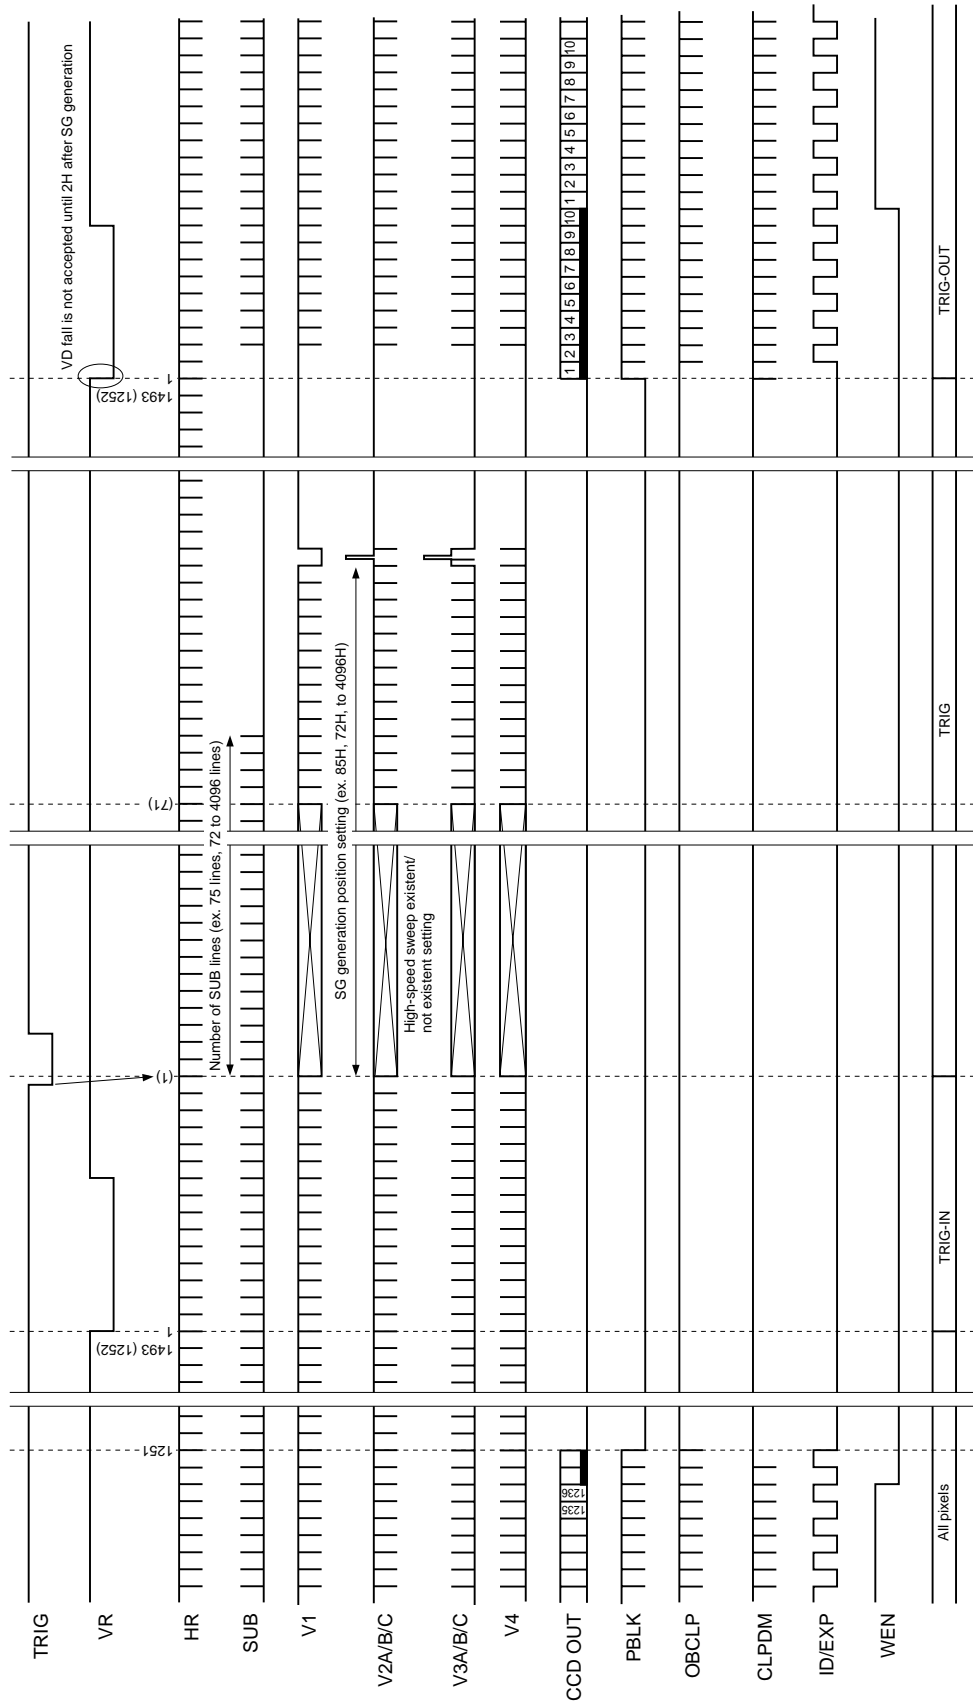 TRIG
VR
HR
SUB
V1
V2A/B/C
V3A/B/C
V4
CCD OUT
PBLK
OBCLP
CLPDM
ID/EXP
WEN
1251
1493 (1252)
1
(1)
(71)
1493 (1252)
1
VD fall is not accepted until 2H after SG generation
Number of SUB lines (ex. 75 lines, 72 to 4096 lines)
SG generation position setting (ex. 85H, 72H, to 4096H)
High-speed sweep existent/
not existent setting
1235 1236
1 2 3 4 5 6 7 8 9 10 1 2 3 4 5 6 7 8 9 10
All pixels
TRIG-IN
TRIG
TRIG-OUT